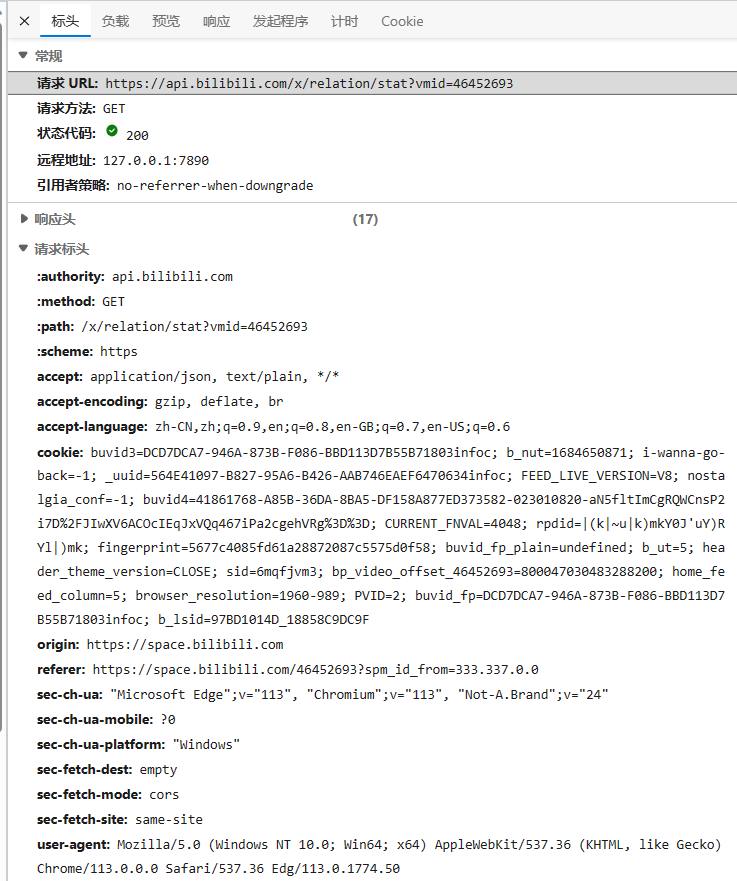 标头 负载 预览 响应 发起程序 计时 Cookie
常规
请求 URL: https://api.bilibili.com/x/relation/stat?vmid=46452693
请求方法: GET
状态代码: 200
远程地址: 127.0.0.1:7890
引用者策略: no-referrer-when-downgrade
响应头 (17)
请求标头
:authority: api.bilibili.com
:method: GET
:path: /x/relation/stat?vmid=46452693
:scheme: https
accept: application/json, text/plain, */*
accept-encoding: gzip, deflate, br
accept-language: zh-CN,zh;q=0.9,en;q=0.8,en-GB;q=0.7,en-US;q=0.6
cookie: buvid3=DCD7DCA7-946A-873B-F086-BBD113D7B55B71803infoc; b_nut=1684650871; i-wanna-go-
back=-1; _uuid=564E41097-B827-95A6-B426-AAB746EAEF6470634infoc; FEED_LIVE_VERSION=V8; nosta
lgia_conf=-1; buvid4=41861768-A85B-36DA-8BA5-DF158A877ED373582-023010820-aN5fltImCgRQWCnsP2
i7D%2FJIwXV6ACOcIEqJxVQq467iPa2cgehVRg%3D%3D; CURRENT_FNVAL=4048; rpdid=|(k|~u|k)mkY0J'uY)R
Yl|)mk; fingerprint=5677c4085fd61a28872087c5575d0f58; buvid_fp_plain=undefined; b_ut=5; hea
der_theme_version=CLOSE; sid=6mqfjvm3; bp_video_offset_46452693=800047030483288200; home_fe
ed_column=5; browser_resolution=1960-989; PVID=2; buvid_fp=DCD7DCA7-946A-873B-F086-BBD113D7
B55B71803infoc; b_lsid=97BD1014D_18858C9DC9F
origin: https://space.bilibili.com
referer: https://space.bilibili.com/46452693?spm_id_from=333.337.0.0
sec-ch-ua: "Microsoft Edge";v="113", "Chromium";v="113", "Not-A.Brand";v="24"
sec-ch-ua-mobile: ?0
sec-ch-ua-platform: "Windows"
sec-fetch-dest: empty
sec-fetch-mode: cors
sec-fetch-site: same-site
user-agent: Mozilla/5.0 (Windows NT 10.0; Win64; x64) AppleWebKit/537.36 (KHTML, like Gecko)
Chrome/113.0.0.0 Safari/537.36 Edg/113.0.1774.50